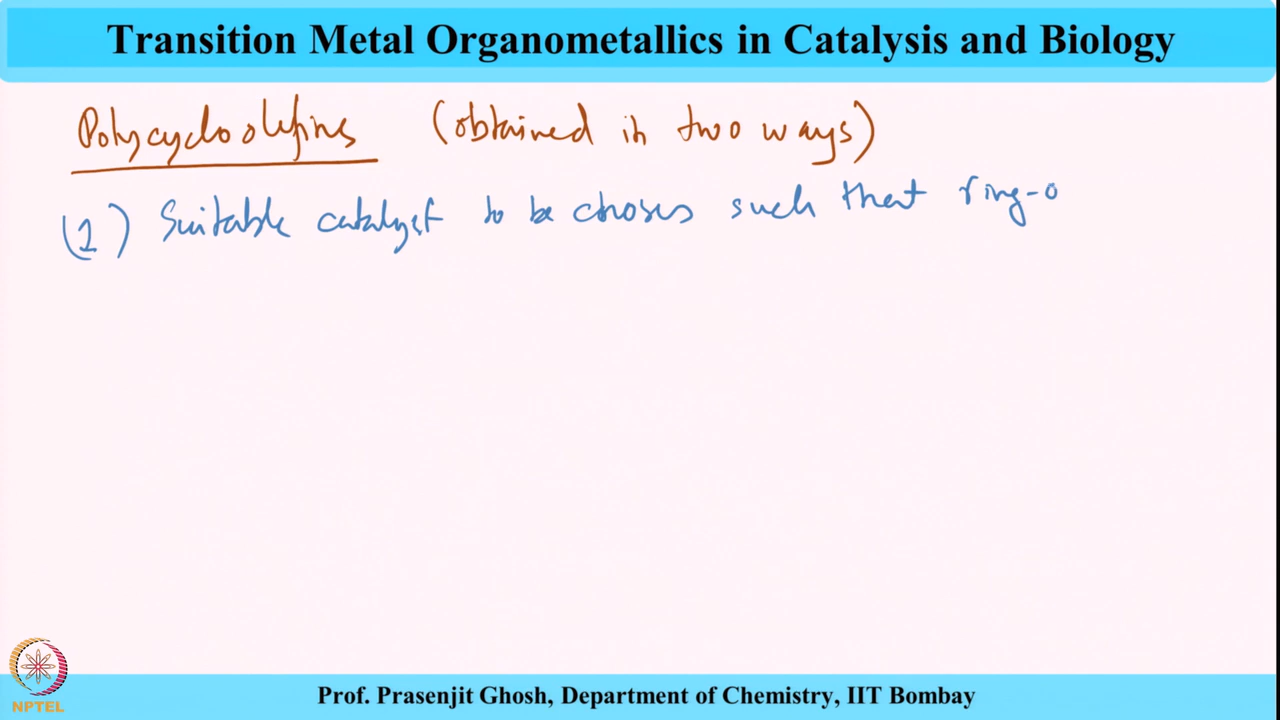 Transition Metal Organometallics in Catalysis and Biology
Polycycloolefins (obtained in two ways)
(1) Suitable catalyst to be choses such that ring-o
NPTEL
Prof. Prasenjit Ghosh, Department of Chemistry, IIT Bombay